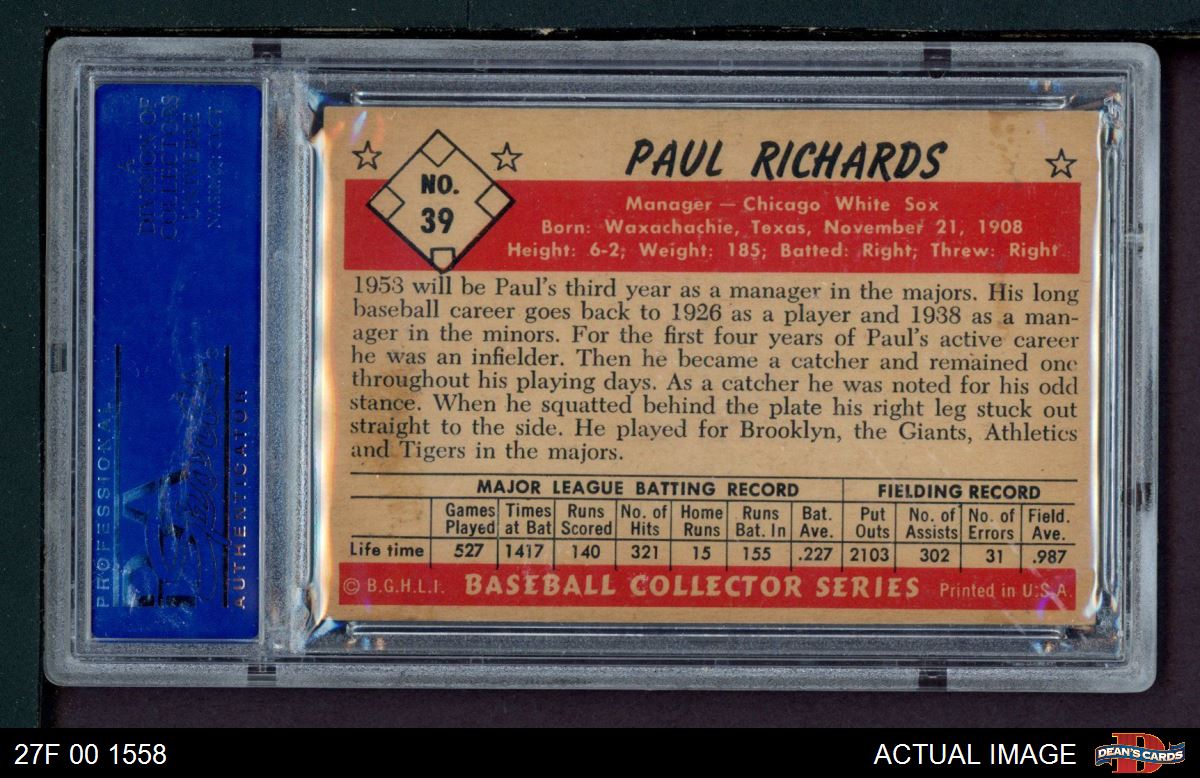 A
DIVISION OF
COLLECTORS
UNIVERSE
NASDAQ: CLCT
PROFESSIONAL
PSA
AUTHENTICATOR
NO.
39
PAUL RICHARDS
Manager — Chicago White Sox
Born: Waxachachie, Texas, November 21, 1908
Height: 6-2; Weight: 185; Batted: Right; Threw: Right
1953 will be Paul's third year as a manager in the majors. His long
baseball career goes back to 1926 as a player and 1938 as a man-
ager in the minors. For the first four years of Paul's active career
he was an infielder. Then he became a catcher and remained one
throughout his playing days. As a catcher he was noted for his odd
stance. When he squatted behind the plate his right leg stuck out
straight to the side. He played for Brooklyn, the Giants, Athletics
and Tigers in the majors.
MAJOR LEAGUE BATTING RECORD FIELDING RECORD
Games Times Runs No. of Home Runs Bat. Put No. of No. of Field.
Played at Bat Scored Hits Runs Bat. In Ave. Outs Assists Errors Ave.
Life time 527 1417 140 321 15 155 .227 2103 302 31 .987
© B.G.H.L.I. BASEBALL COLLECTOR SERIES Printed in U.S.A.
27F 00 1558
ACTUAL IMAGE
DEAN'S CARDS